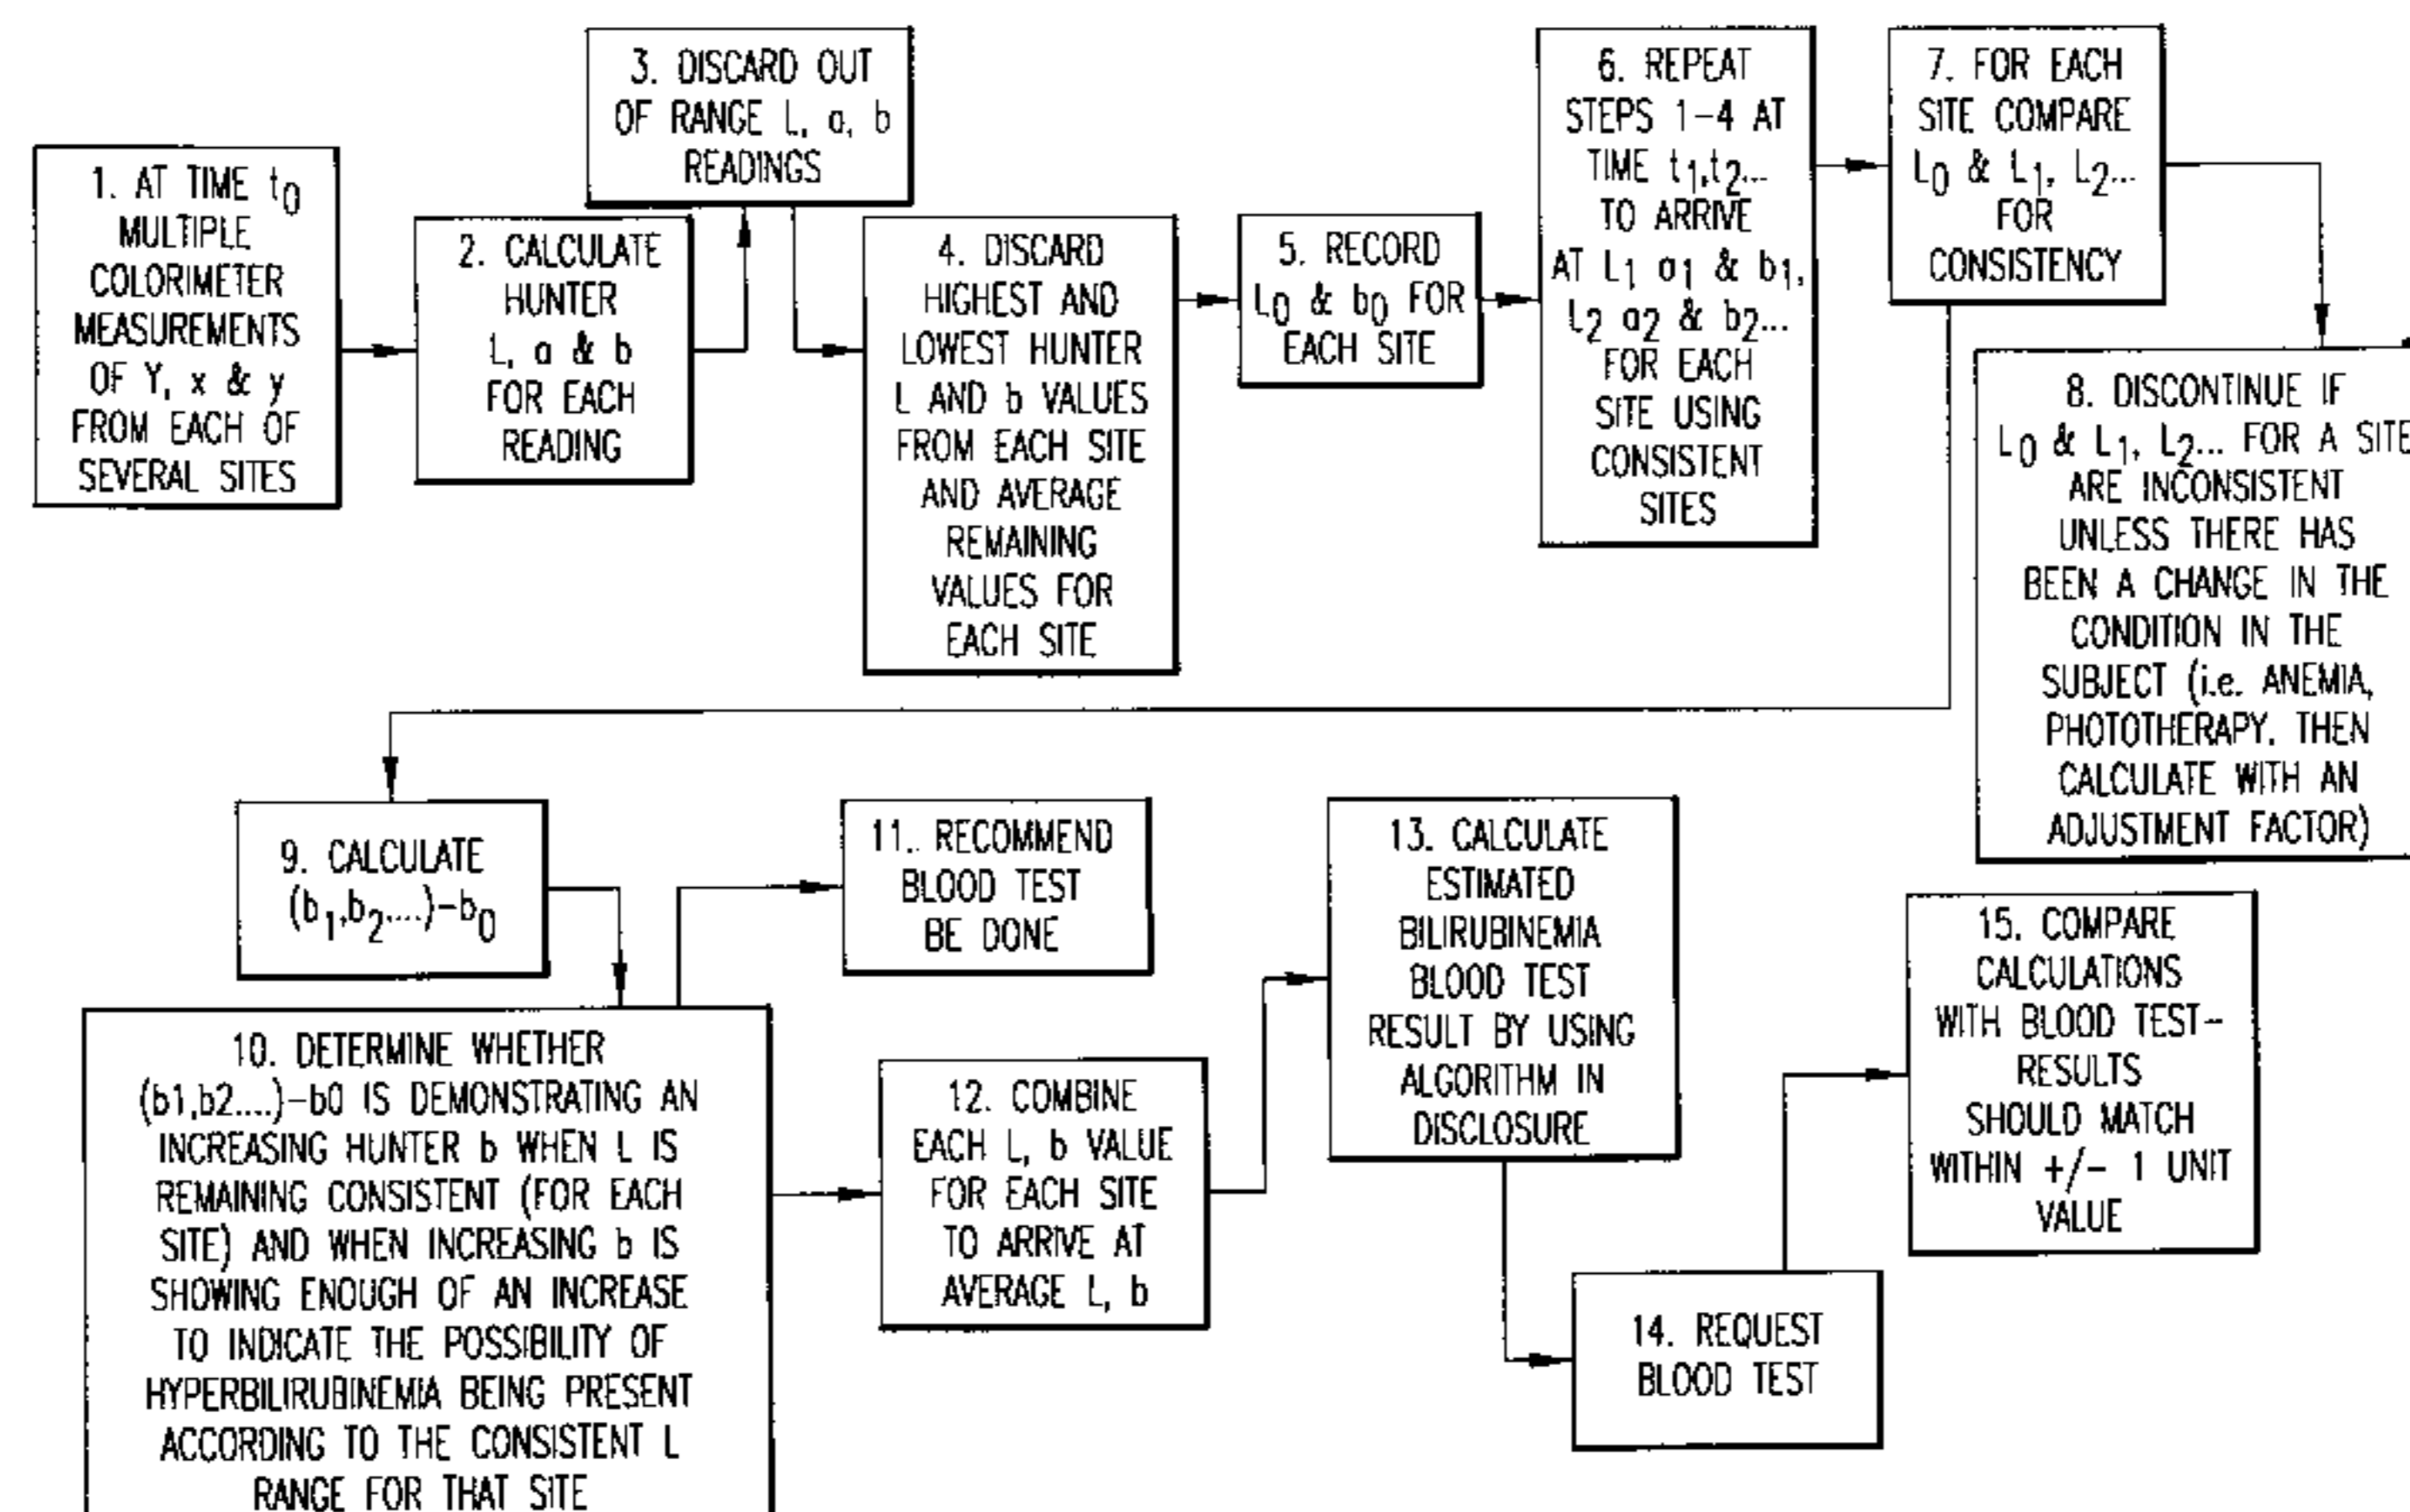 1. AT TIME t0
MULTIPLE
COLORIMETER
MEASUREMENTS
OF Y, x & y
FROM EACH OF
SEVERAL SITES
2. CALCULATE
HUNTER
L, a & b
FOR EACH
READING
3. DISCARD OUT
OF RANGE L, a, b
READINGS
4. DISCARD
HIGHEST AND
LOWEST HUNTER
L AND b VALUES
FROM EACH SITE
AND AVERAGE
REMAINING
VALUES FOR
EACH SITE
5. RECORD
L0 & b0 FOR
EACH SITE
6. REPEAT
STEPS 1-4 AT
TIME t1,t2...
TO ARRIVE
AT L1 a1 & b1,
L2 a2 & b2...
FOR EACH
SITE USING
CONSISTENT
SITES
7. FOR EACH
SITE COMPARE
L0 & L1, L2...
FOR
CONSISTENCY
8. DISCONTINUE IF
L0 & L1, L2... FOR A SITE
ARE INCONSISTENT
UNLESS THERE HAS
BEEN A CHANGE IN THE
CONDITION IN THE
SUBJECT (i.e. ANEMIA,
PHOTOTHERAPY. THEN
CALCULATE WITH AN
ADJUSTMENT FACTOR)
9. CALCULATE
(b1,b2,...)-b0
10. DETERMINE WHETHER
(b1,b2....)-b0 IS DEMONSTRATING AN
INCREASING HUNTER b WHEN L IS
REMAINING CONSISTENT (FOR EACH
SITE) AND WHEN INCREASING b IS
SHOWING ENOUGH OF AN INCREASE
TO INDICATE THE POSSIBILITY OF
HYPERBILIRUBINEMIA BEING PRESENT
ACCORDING TO THE CONSISTENT L
RANGE FOR THAT SITE
11.. RECOMMEND
BLOOD TEST
BE DONE
12. COMBINE
EACH L, b VALUE
FOR EACH SITE
TO ARRIVE AT
AVERAGE L, b
13. CALCULATE
ESTIMATED
BILIRUBINEMIA
BLOOD TEST
RESULT BY USING
ALGORITHM IN
DISCLOSURE
14. REQUEST
BLOOD TEST
15. COMPARE
CALCULATIONS
WITH BLOOD TEST-
RESULTS
SHOULD MATCH
WITHIN +/- 1 UNIT
VALUE